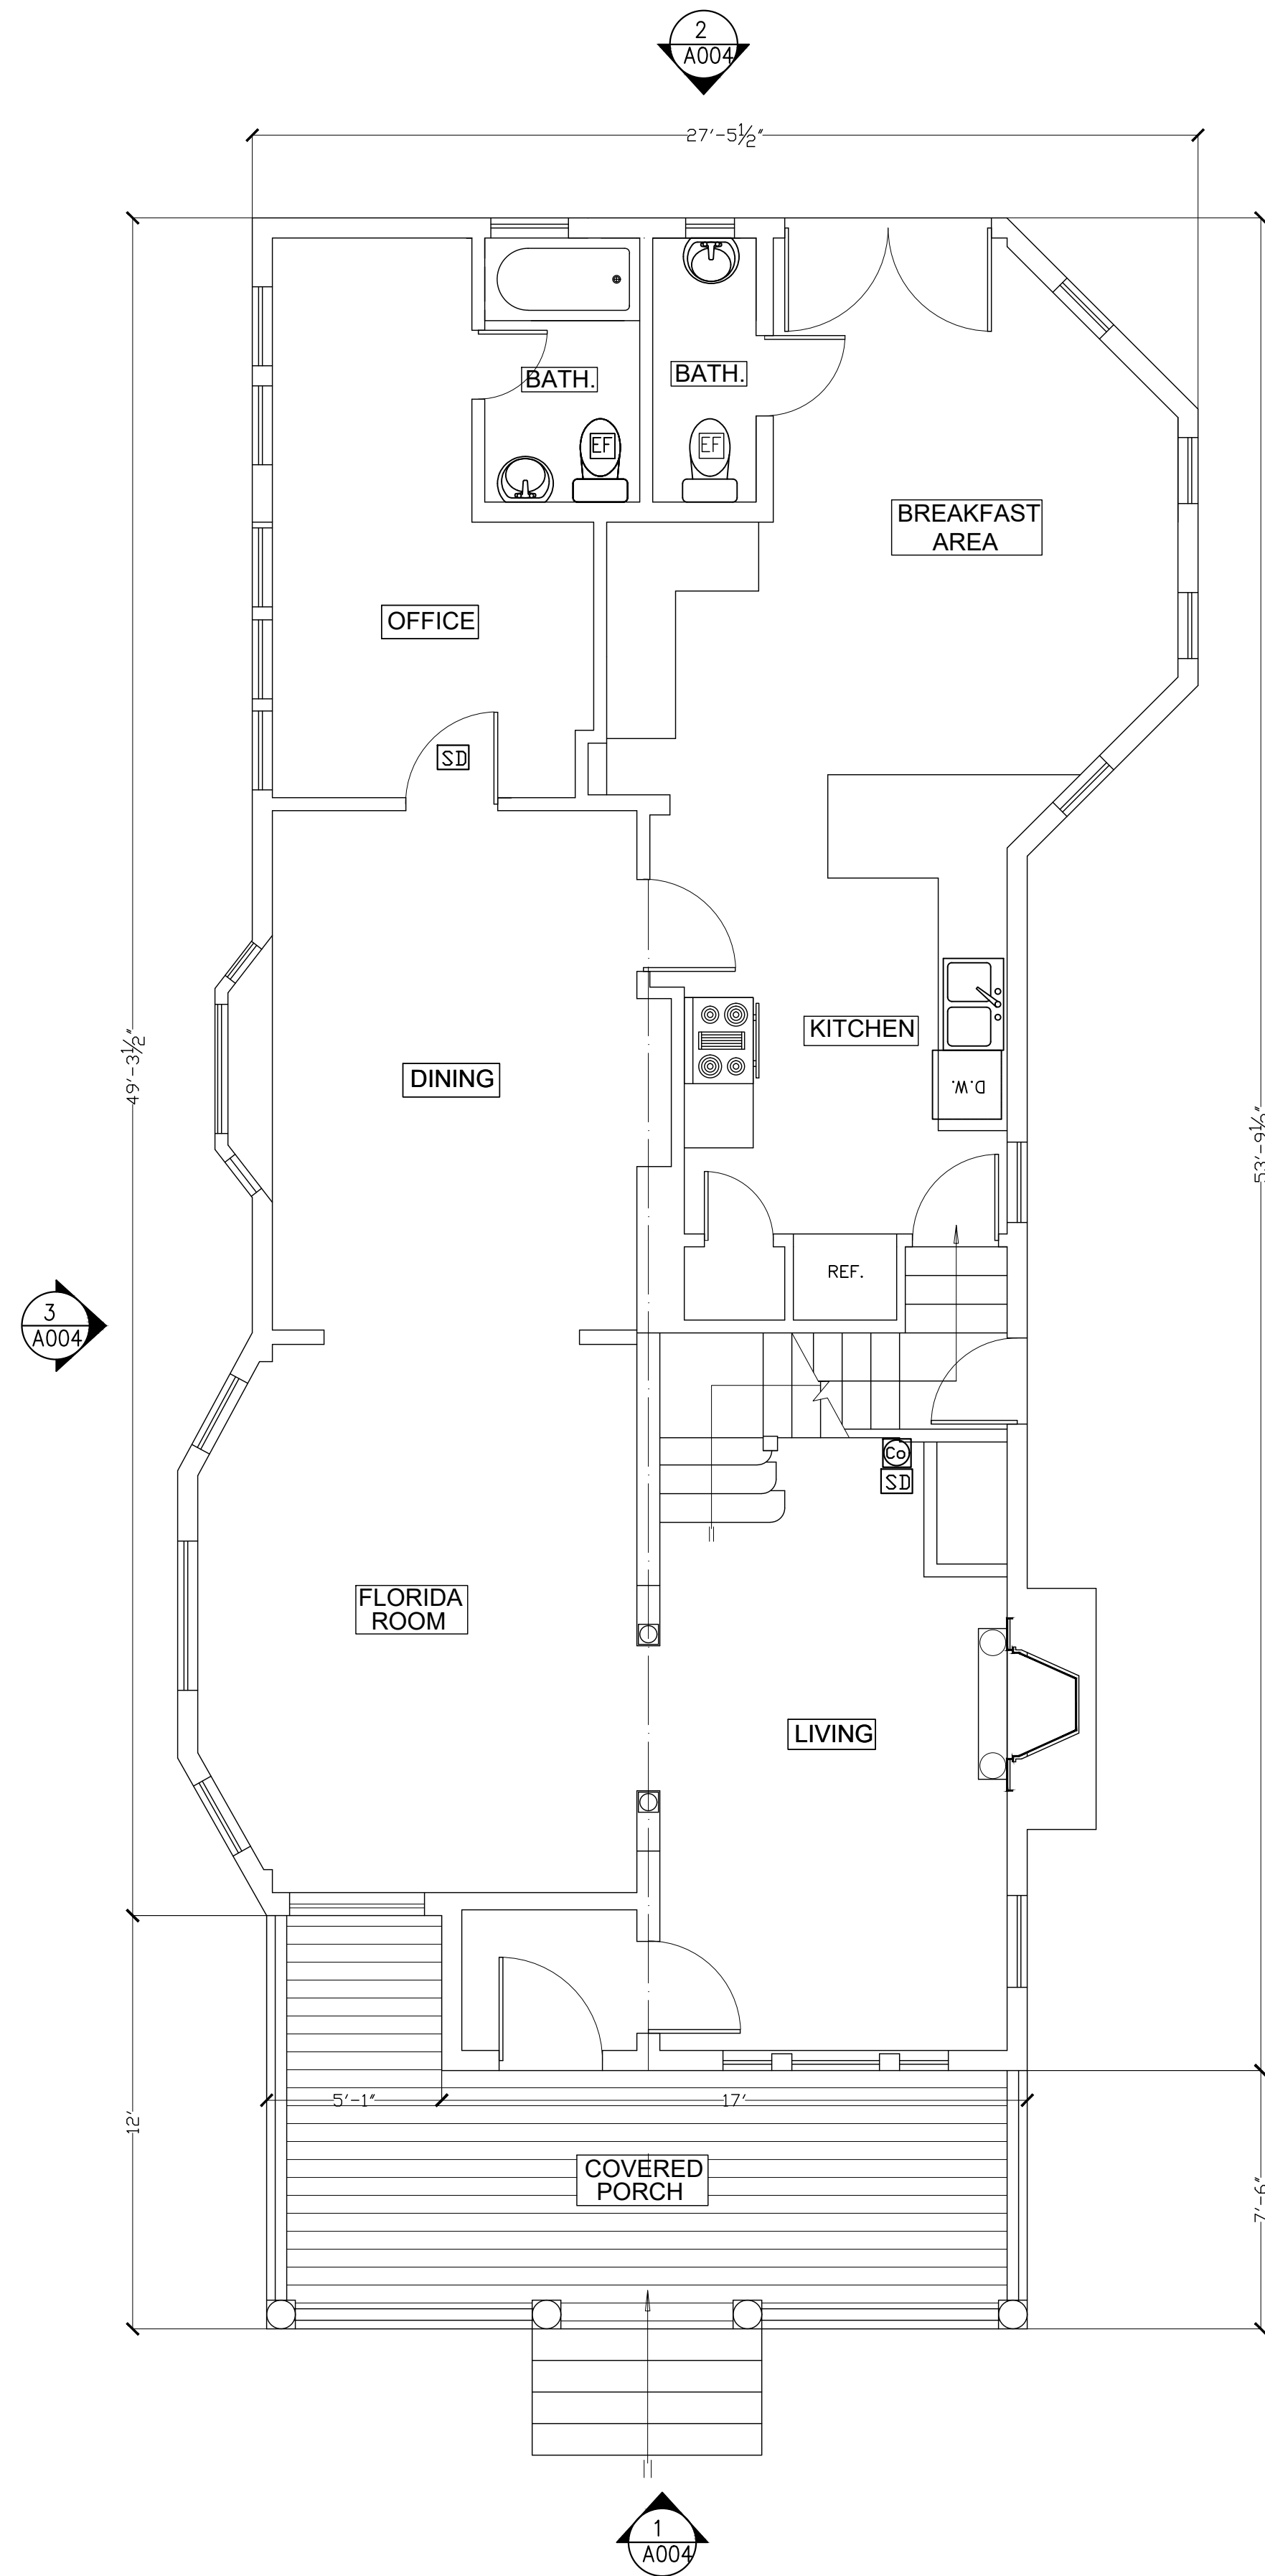 2
A004
27'-5½"
BATH.
BATH.
EF
EF
BREAKFAST
AREA
OFFICE
SD
49'-3½"
KITCHEN
DINING
D.W.
53'-9½"
REF.
3
A004
Co
SD
FLORIDA
ROOM
LIVING
5'-1"
17'
12'
COVERED
PORCH
7'-6"
1
A004